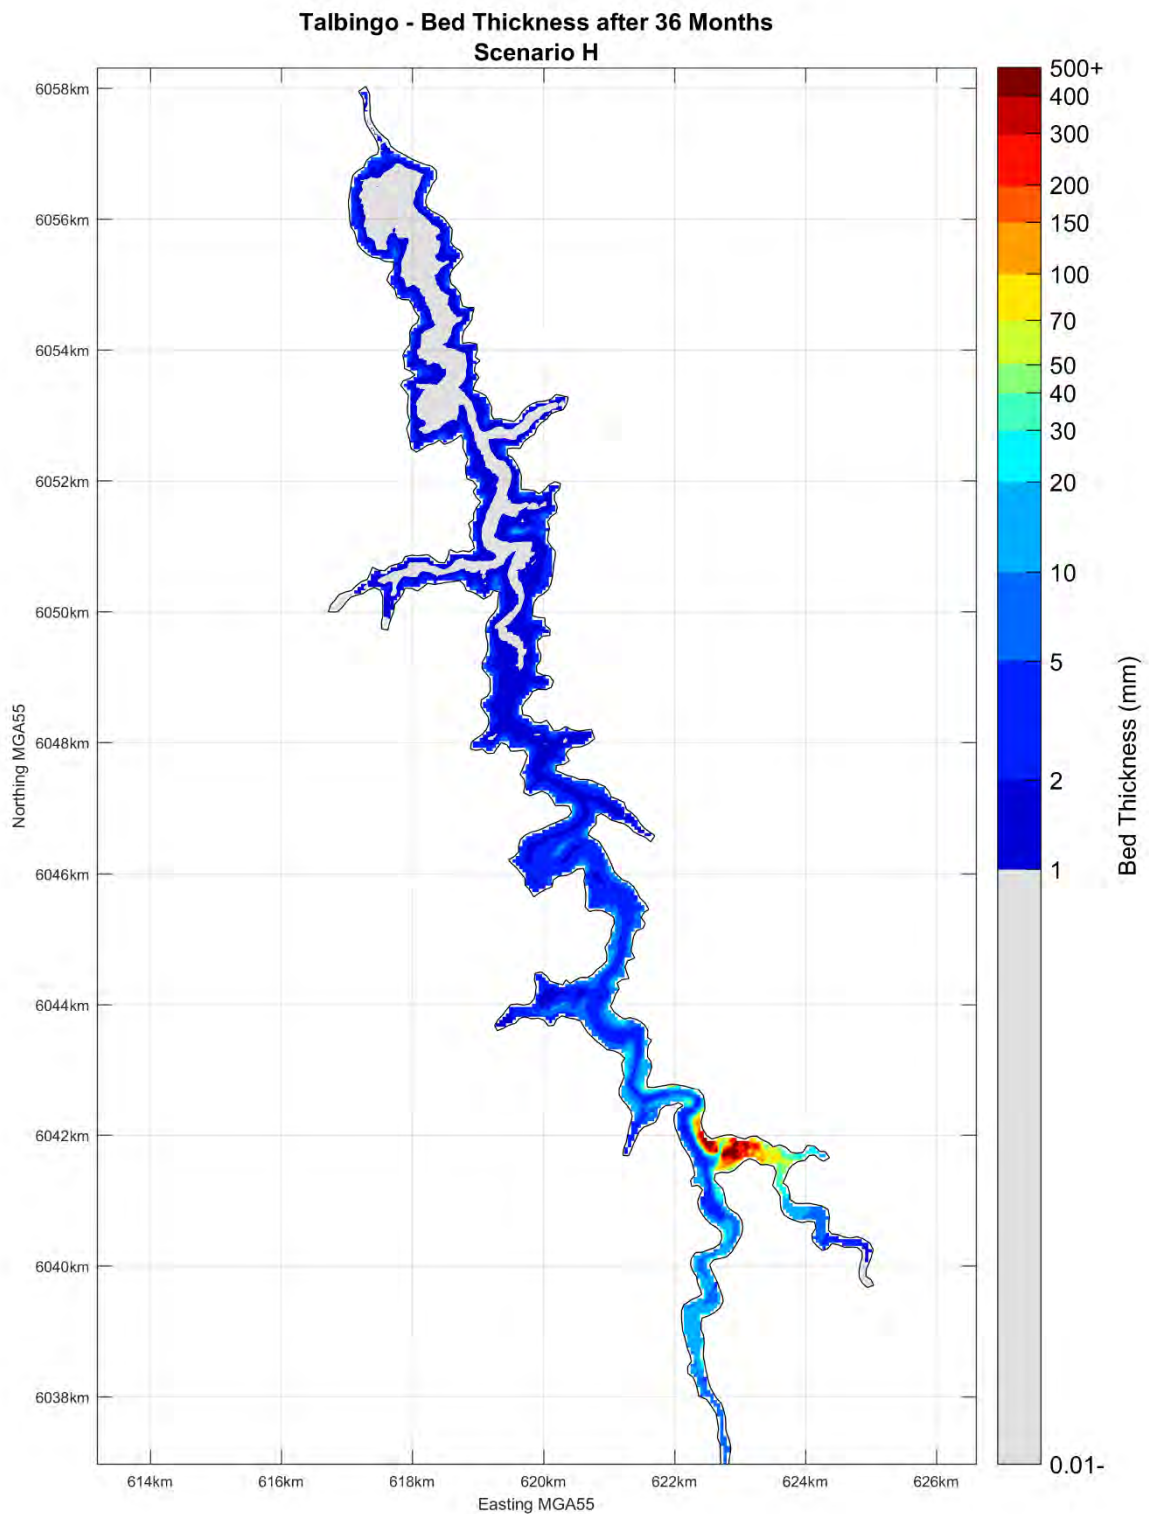 Talbingo - Bed Thickness after 36 Months
Scenario H
6058km
6056km
6054km
6052km
6050km
6048km
6046km
6044km
6042km
6040km
6038km
Northing MGA55
614km
616km
618km
620km
622km
624km
626km
Easting MGA55
500+
400
300
200
150
100
70
50
40
30
20
10
5
2
1
0.01-
Bed Thickness (mm)